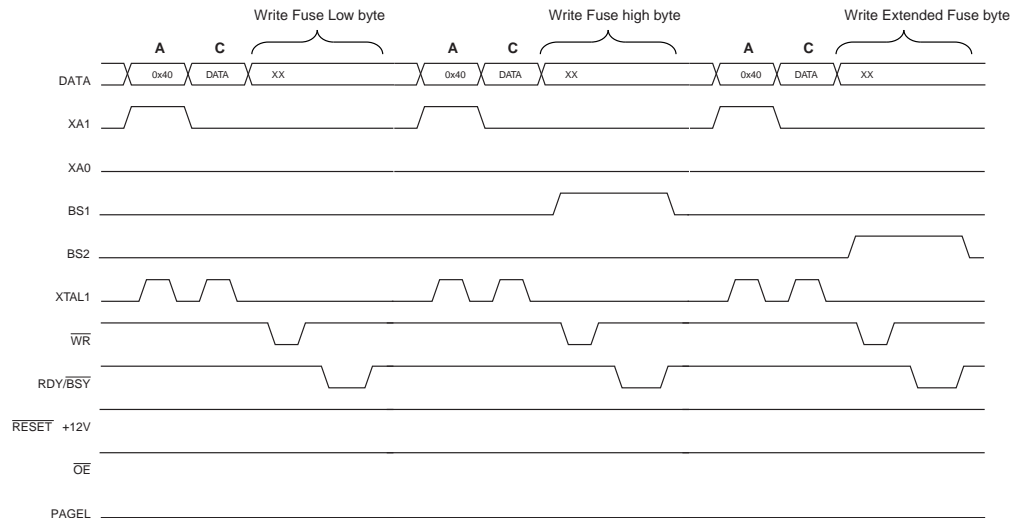 Write Fuse Low byte Write Fuse high byte Write Extended Fuse byte
A C A C A C
DATA 0x40 DATA XX 0x40 DATA XX 0x40 DATA XX
XA1
XA0
BS1
BS2
XTAL1
WR
RDY/BSY
RESET +12V
OE
PAGEL